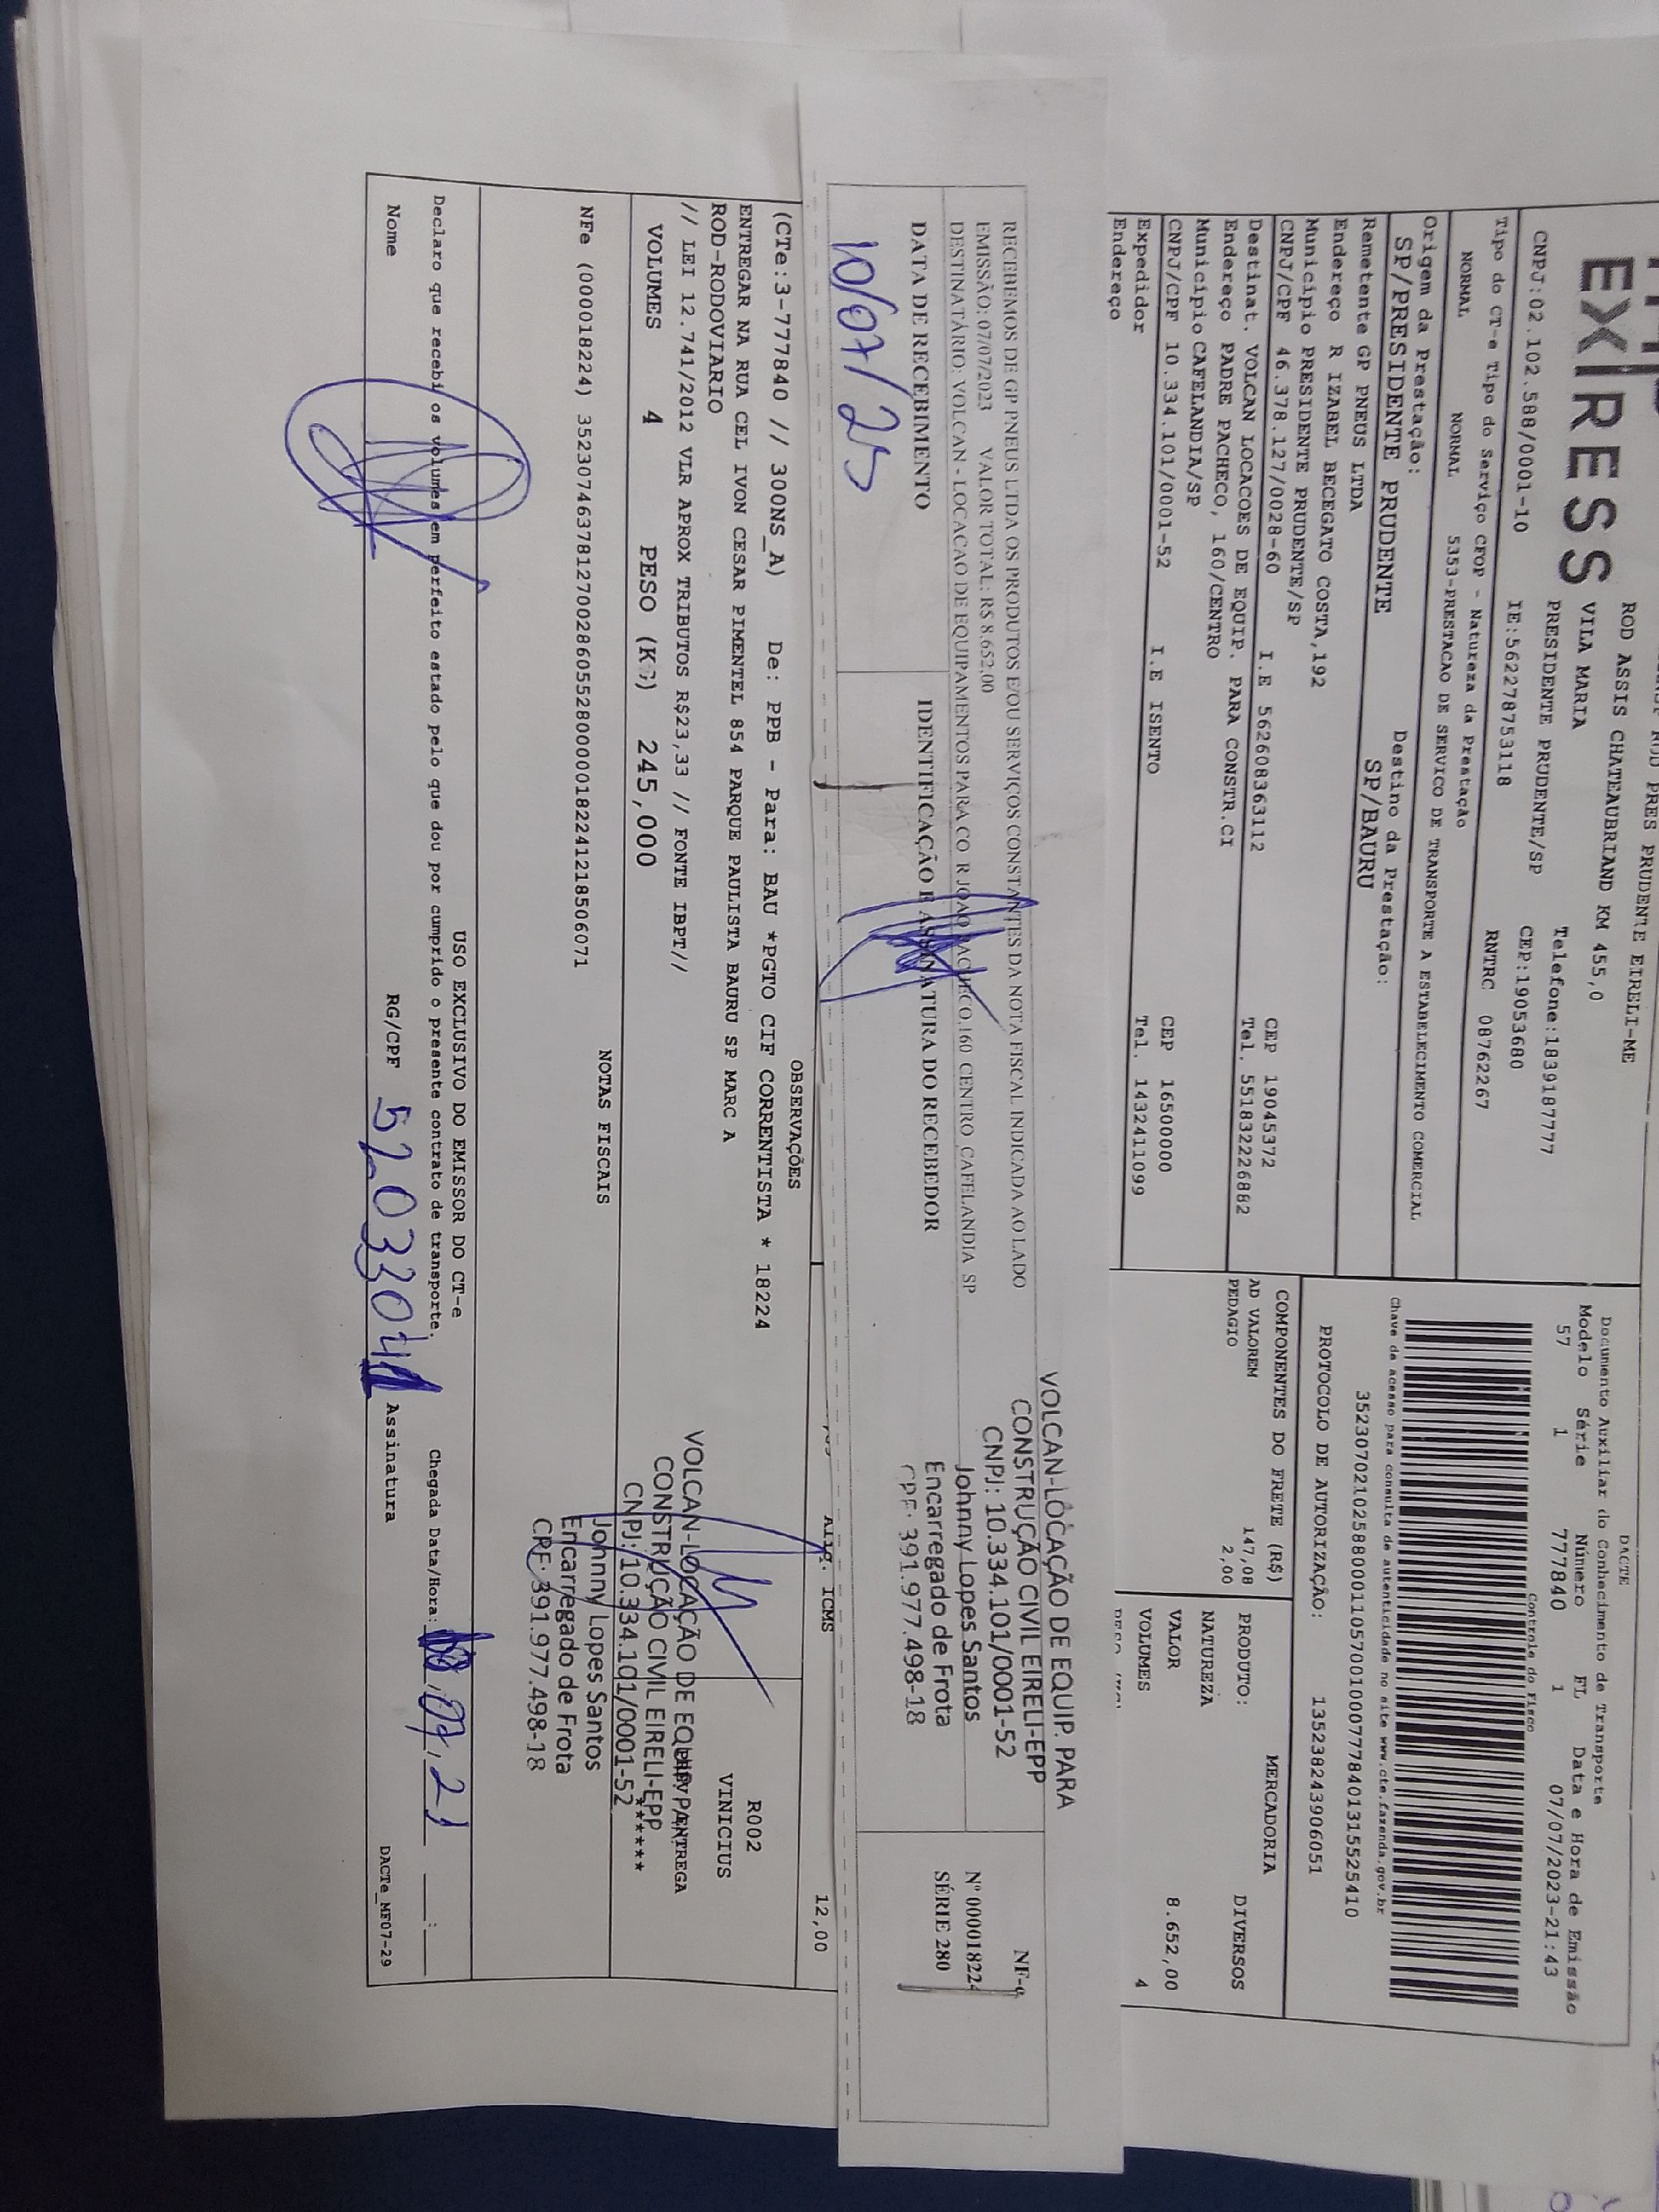 EXPRESS
ROD PRES PRUDENTE EIRELI-ME
ROD ASSIS CHATEAUBRIAND KM 455,0
VILA MARIA Telefone:1839187777
PRESIDENTE PRUDENTE/SP CEP:19053680
CNPJ:02.102.588/0001-10 IE:562278753118 RNTRC 08762267
Tipo do CT-e Tipo do Serviço CFOP - Natureza da Prestação
NORMAL NORMAL 5353-PRESTACAO DE SERVICO DE TRANSPORTE A ESTABELECIMENTO COMERCIAL
Origem da Prestação: Destino da Prestação:
SP/PRESIDENTE PRUDENTE SP/BAURU
Remetente GP PNEUS LTDA
Endereço R IZABEL BECEGATO COSTA,192
Município PRESIDENTE PRUDENTE/SP CEP 19045372
CNPJ/CPF 46.378.127/0028-60 I.E 562608363112 Tel. 551832226882
Destinat. VOLCAN LOCACOES DE EQUIP. PARA CONSTR.CI
Endereço PADRE PACHECO, 160/CENTRO
Município CAFELANDIA/SP CEP 16500000
CNPJ/CPF 10.334.101/0001-52 I.E ISENTO Tel. 1432411099
Expedidor
Endereço
DACTE
Documento Auxiliar do Conhecimento de Transporte
Modelo Série Número FL Data e Hora de Emissão
57 1 777840 1 07/07/2023-21:43
Controle do Fisco
Chave de acesso para consulta de autenticidade no site www.cte.fazenda.gov.br
35230702102588000110570010007778401315525410
PROTOCOLO DE AUTORIZAÇÃO: 135238243906051
COMPONENTES DO FRETE (R$) MERCADORIA
AD VALOREM 147,08 PRODUTO: DIVERSOS
PEDAGIO 2,00 NATUREZA
VALOR 8.652,00
VOLUMES 4
RECEBEMOS DE GP PNEUS LTDA OS PRODUTOS E/OU SERVIÇOS CONSTANTES DA NOTA FISCAL INDICADA AO LADO
EMISSÃO: 07/07/2023 VALOR TOTAL: R$ 8.652,00
DESTINATÁRIO: VOLCAN - LOCACAO DE EQUIPAMENTOS PARA CO R JOAO PACHECO,160 CENTRO CAFELANDIA SP
DATA DE RECEBIMENTO IDENTIFICAÇÃO E ASSINATURA DO RECEBEDOR
10/07/23
VOLCAN-LOCAÇÃO DE EQUIP. PARA
CONSTRUÇÃO CIVIL EIRELI-EPP
CNPJ: 10.334.101/0001-52
Johnny Lopes Santos
Encarregado de Frota
CPF: 391.977.498-18
NF-e
Nº 00001822
SÉRIE 280
Aliq. ICMS 12,00
OBSERVAÇÕES
(CTe:3-777840 // 300NS_A) De: PPB - Para: BAU *PGTO CIF CORRENTISTA * 18224
ENTREGAR NA RUA CEL IVON CESAR PIMENTEL 854 PARQUE PAULISTA BAURU SP MARC A
ROD-RODOVIARIO
// LEI 12.741/2012 VLR APROX TRIBUTOS R$23,33 // FONTE IBPT//
VOLUMES 4 PESO (KG) 245,000
R002
VINICIUS
ENTREGA
******
VOLCAN-LOCAÇÃO DE EQUIP. PARA
CONSTRUÇÃO CIVIL EIRELI-EPP
CNPJ: 10.334.101/0001-52
Johnny Lopes Santos
Encarregado de Frota
CPF: 391.977.498-18
NOTAS FISCAIS
NFe (000018224) 35230746378127002860552800000182241218506071
USO EXCLUSIVO DO EMISSOR DO CT-e
Declaro que recebi os volumes em perfeito estado pelo que dou por cumprido o presente contrato de transporte. Chegada Data/Hora: 07,21 __:__
Nome RG/CPF 52033041 Assinatura DACTe_MF07-29